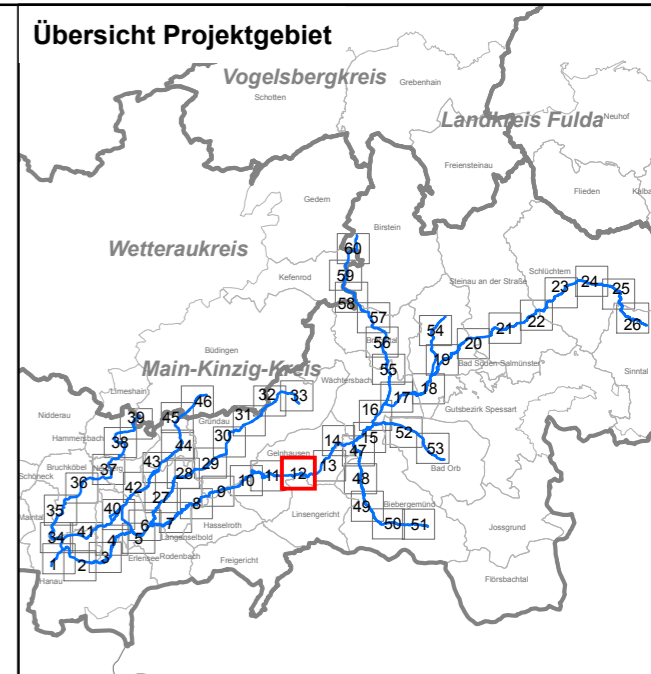 Übersicht Projektgebiet
Vogelsbergkreis
Grebenhain
Schotten
Landkreis Fulda
Neuhof
Freiensteinau
Flieden
Gedern
Birstein
Wetteraukreis
60
Steinau an der Straße
Schlüchtern
Kefenrod
59
23
24
25
58
57
22
26
54
21
56
20
Büdingen
Main-Kinzig-Kreis
19
Bad Soden-Salmünster
Sinntal
Limeshain
55
Wächtersbach
46
32
33
18
17
Nidderau
39
45
31
16
Gutsbezirk Spessart
Gründau
Hammersbach
38
30
15
52
44
Gelnhausen
14
47
53
Bruchköbel
43
29
13
Bad Orb
Schöneck
37
28
10
11
12
48
36
42
9
Linsengericht
Maintal
35
40
27
8
Hasselroth
49
Biebergemünd
41
6
7
50
51
Jossgrund
34
4
5
Langenselbold
Erlensee
Rodenbach
Freigericht
1
2
3
Hanau
Flörsbachtal